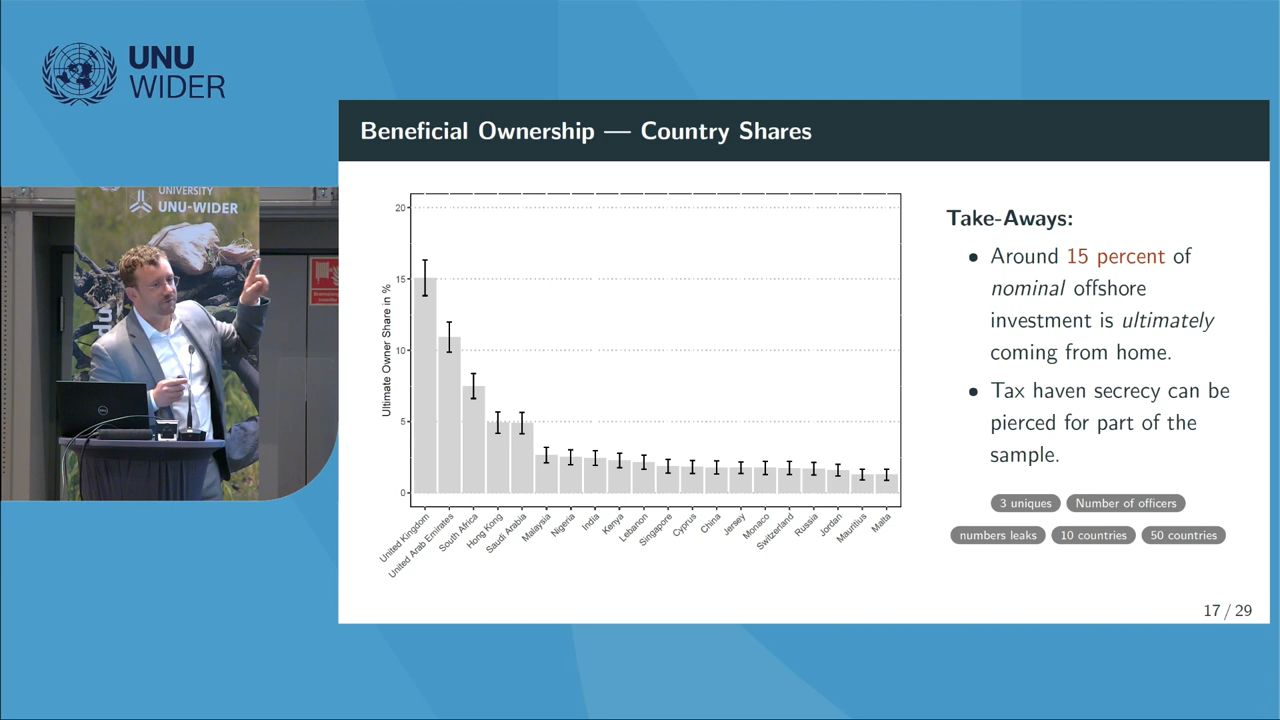 UNU
WIDER
UNIVERSITY
UNU-WIDER
DELL
Beneficial Ownership — Country Shares
Ultimate Owner Share in %
20
15
10
5
0
United Kingdom
United Arab Emirates
South Africa
Hong Kong
Saudi Arabia
Malaysia
Nigeria
India
Kenya
Lebanon
Singapore
Cyprus
China
Jersey
Monaco
Switzerland
Russia
Jordan
Mauritius
Malta
Take-Aways:
Around 15 percent of
nominal offshore
investment is ultimately
coming from home.
Tax haven secrecy can be
pierced for part of the
sample.
3 uniques
Number of officers
numbers leaks
10 countries
50 countries
17 / 29